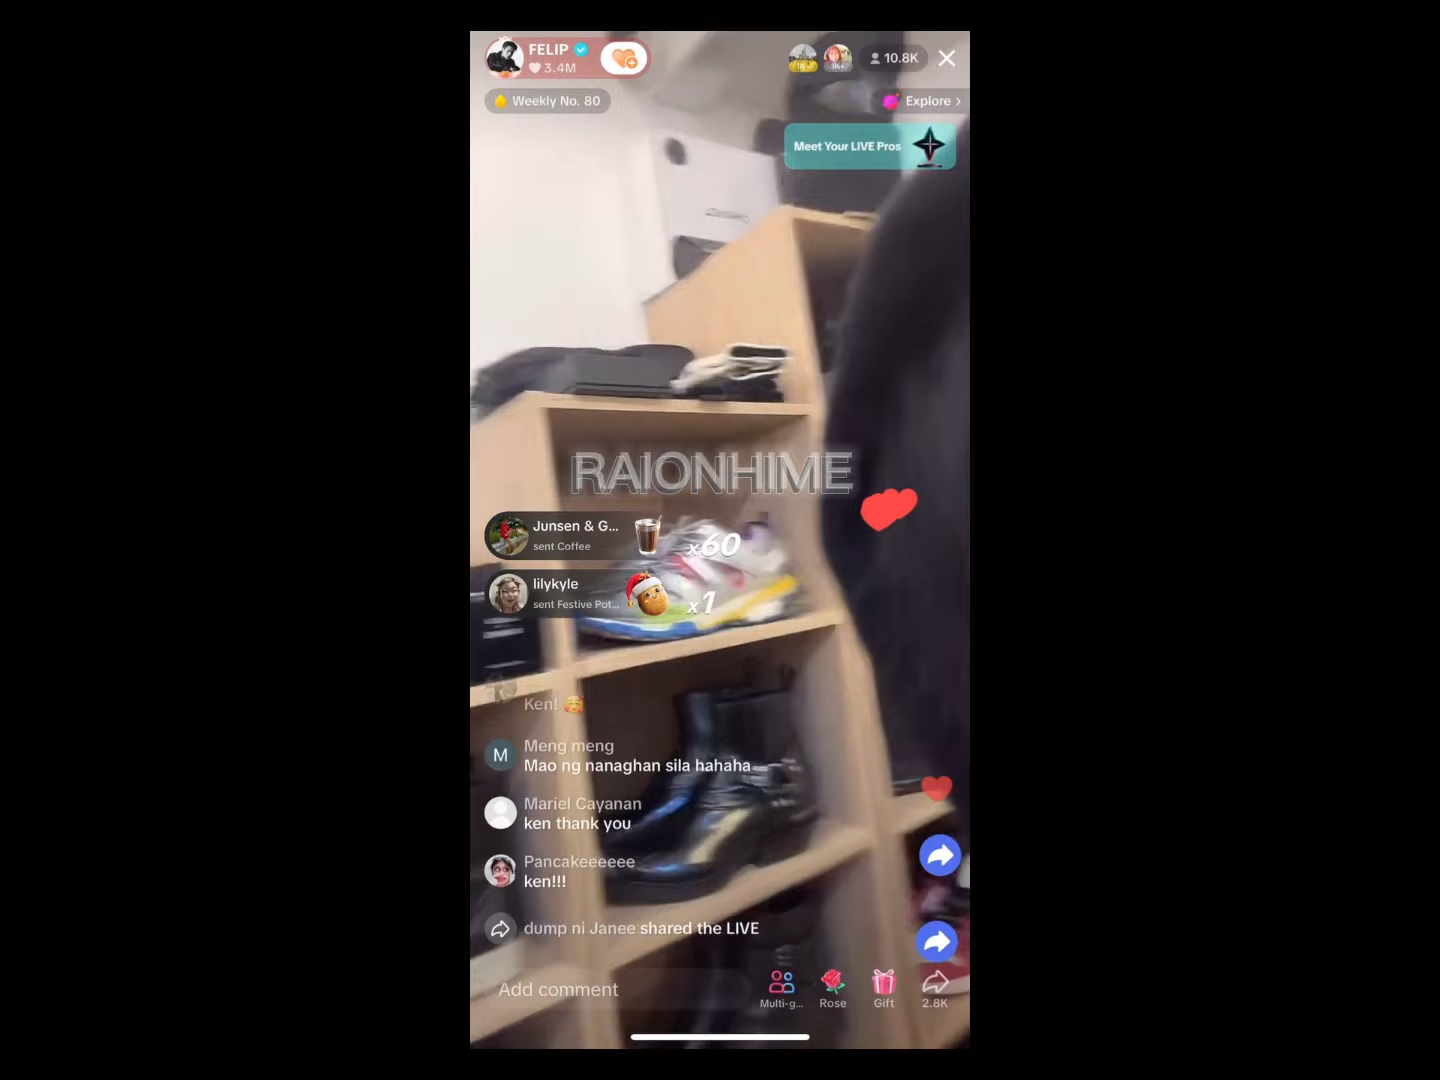 FELIP
3.4M
10.8K
Weekly No. 80
Explore >
Meet Your LIVE Pros
RAIONHIME
Junsen & G...
sent Coffee
x60
lilykyle
sent Festive Pot...
x1
Ken! 🥰
M
Meng meng
Mao ng nanaghan sila hahaha
Mariel Cayanan
ken thank you
Pancakeeeeee
ken!!!
dump ni Janee shared the LIVE
Add comment
Multi-g...
Rose
Gift
2.8K